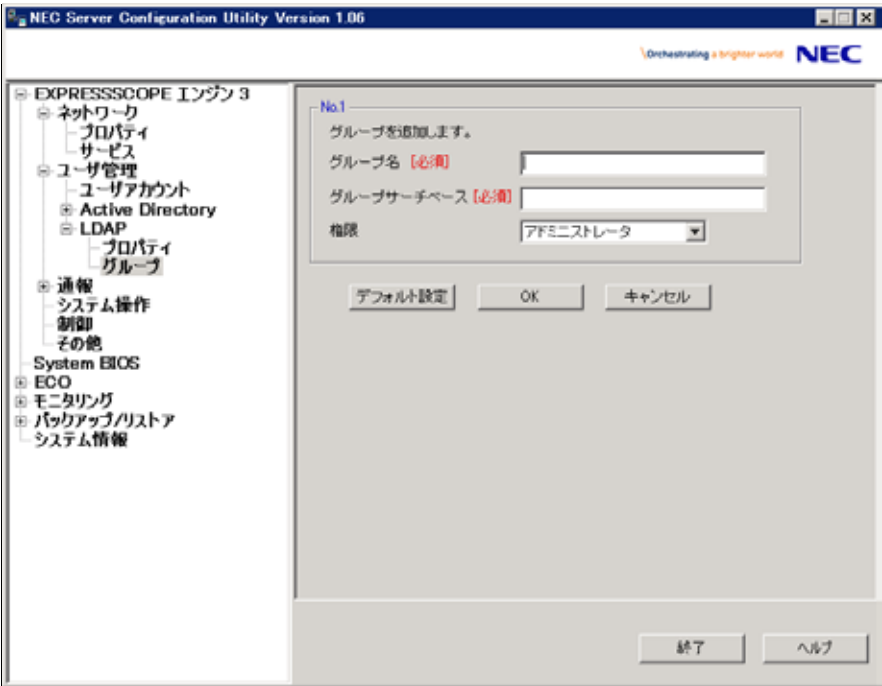 NEC Server Configuration Utility Version 1.06
\Orchestrating a brighter world NEC
EXPRESSSCOPE エンジン 3
ネットワーク
プロパティ
サービス
ユーザ管理
ユーザアカウント
Active Directory
LDAP
プロパティ
グループ
通報
システム操作
制御
その他
System BIOS
ECO
モニタリング
バックアップ/リストア
システム情報
No.1
グループを追加します。
グループ名 [必須]
グループサーチベース [必須]
権限 アドミニストレータ
デフォルト設定 OK キャンセル
終了 ヘルプ